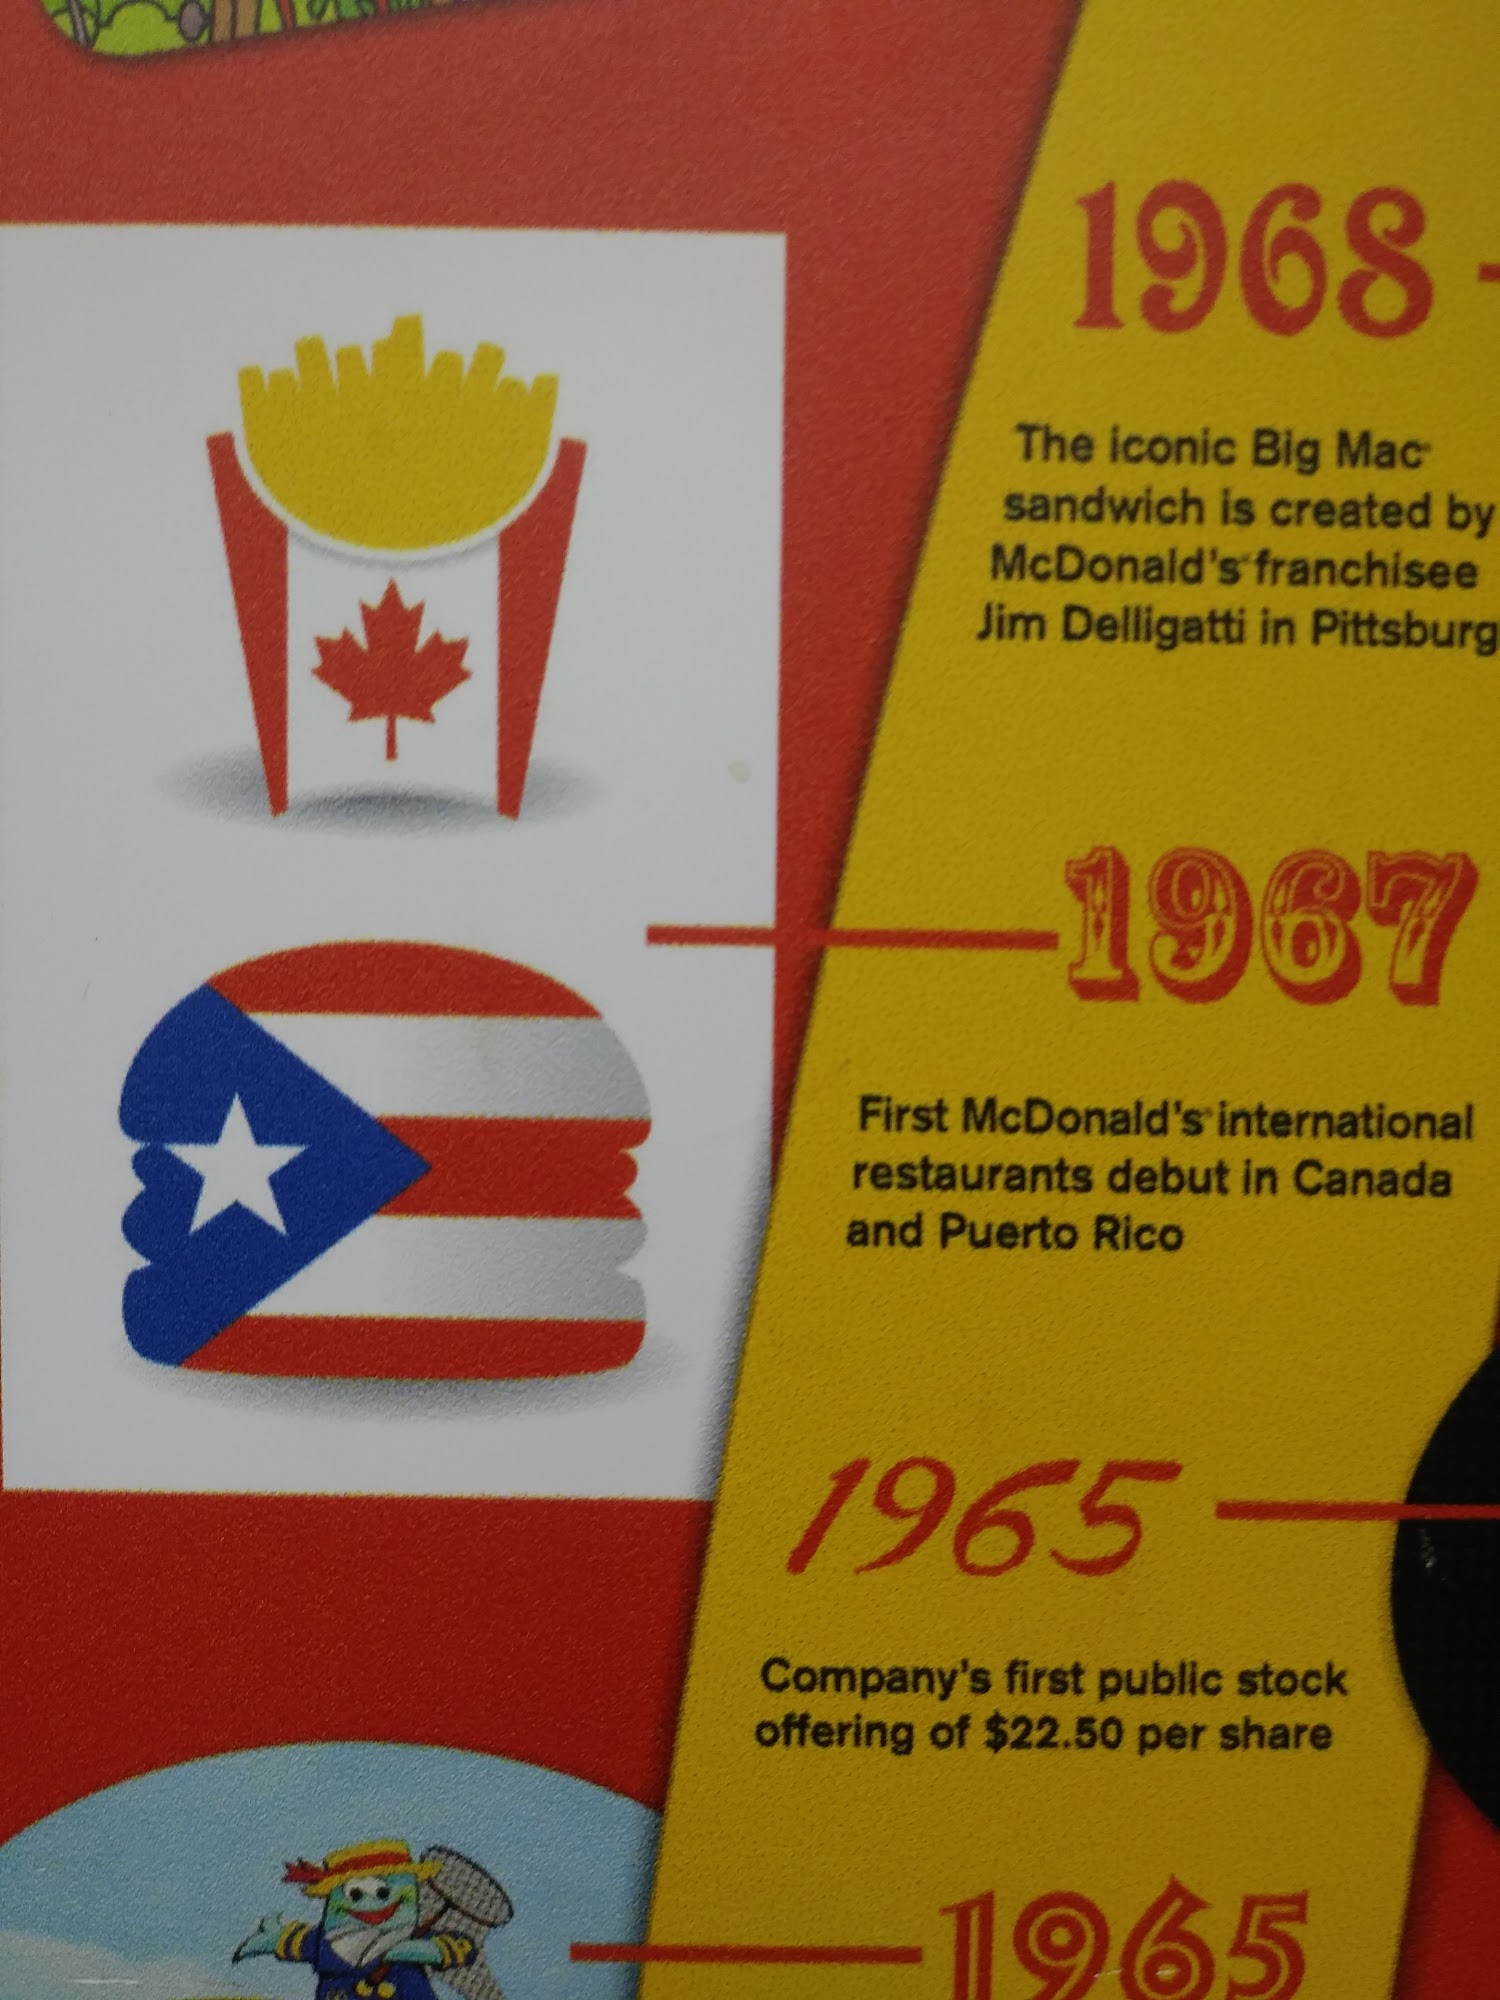 1968
The iconic Big Mac®
sandwich is created by
McDonald's® franchisee
Jim Delligatti in Pittsburg
1967
First McDonald's® international
restaurants debut in Canada
and Puerto Rico
1965
Company's first public stock
offering of $22.50 per share
1965